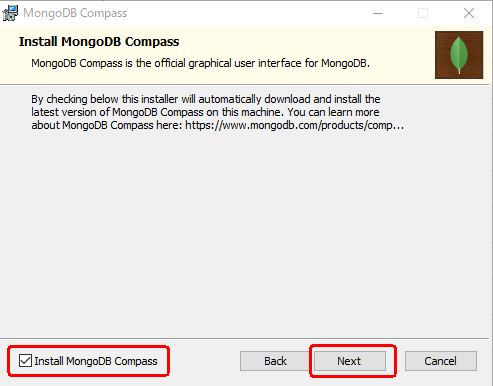 MongoDB Compass
Install MongoDB Compass
MongoDB Compass is the official graphical user interface for MongoDB.
By checking below this installer will automatically download and install the
latest version of MongoDB Compass on this machine. You can learn more
about MongoDB Compass here: https://www.mongodb.com/products/comp...
Install MongoDB Compass
Back
Next
Cancel